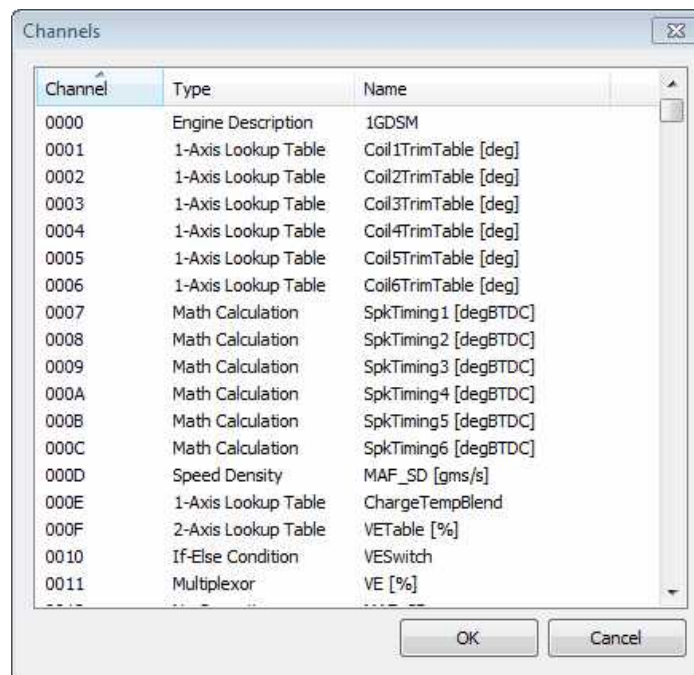 Channels
Channel Type Name
0000 Engine Description 1GDSM
0001 1-Axis Lookup Table Coil1TrimTable [deg]
0002 1-Axis Lookup Table Coil2TrimTable [deg]
0003 1-Axis Lookup Table Coil3TrimTable [deg]
0004 1-Axis Lookup Table Coil4TrimTable [deg]
0005 1-Axis Lookup Table Coil5TrimTable [deg]
0006 1-Axis Lookup Table Coil6TrimTable [deg]
0007 Math Calculation SpkTiming1 [degBTDC]
0008 Math Calculation SpkTiming2 [degBTDC]
0009 Math Calculation SpkTiming3 [degBTDC]
000A Math Calculation SpkTiming4 [degBTDC]
000B Math Calculation SpkTiming5 [degBTDC]
000C Math Calculation SpkTiming6 [degBTDC]
000D Speed Density MAF_SD [gms/s]
000E 1-Axis Lookup Table ChargeTempBlend
000F 2-Axis Lookup Table VETable [%]
0010 If-Else Condition VESwitch
0011 Multiplexor VE [%]
OK Cancel